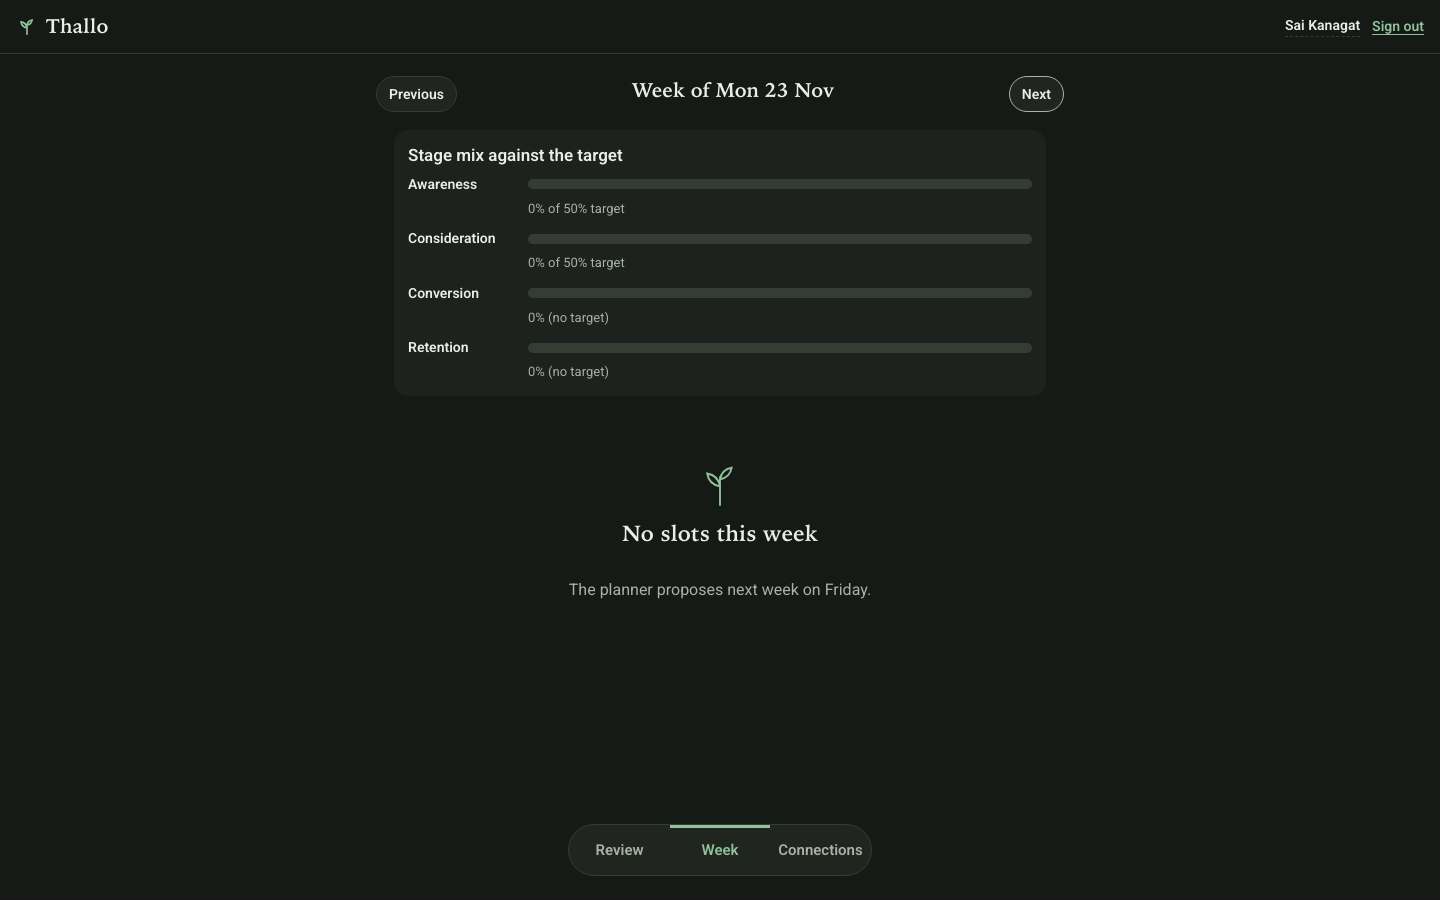 Thallo
Sai Kanagat
Sign out
Previous
Week of Mon 23 Nov
Next
Stage mix against the target
Awareness
0% of 50% target
Consideration
0% of 50% target
Conversion
0% (no target)
Retention
0% (no target)
No slots this week
The planner proposes next week on Friday.
Review
Week
Connections